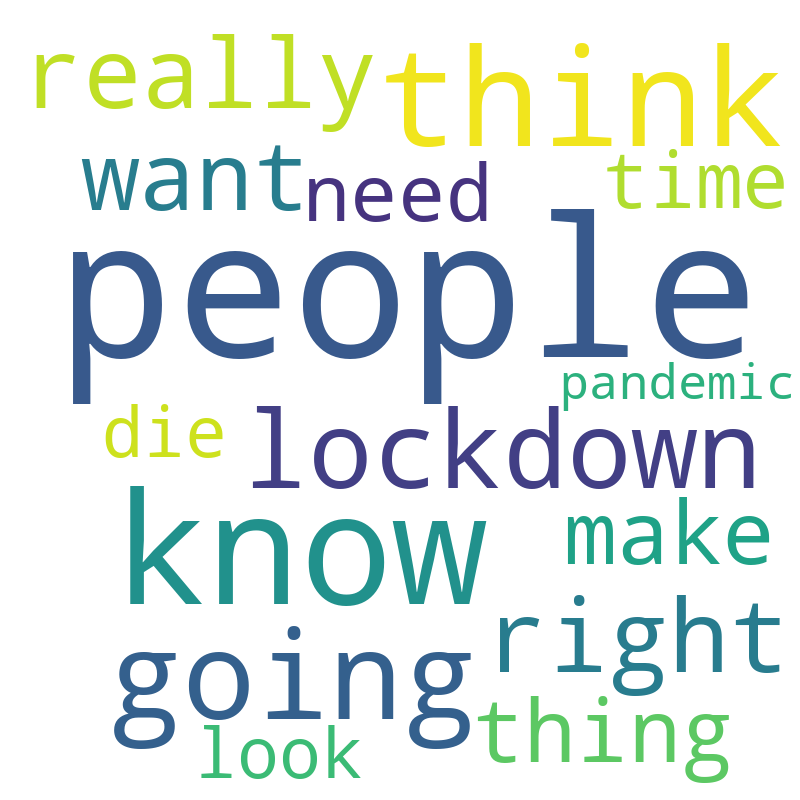 really think
want need time
people
pandemic
die lockdown
know make
going right
look thing